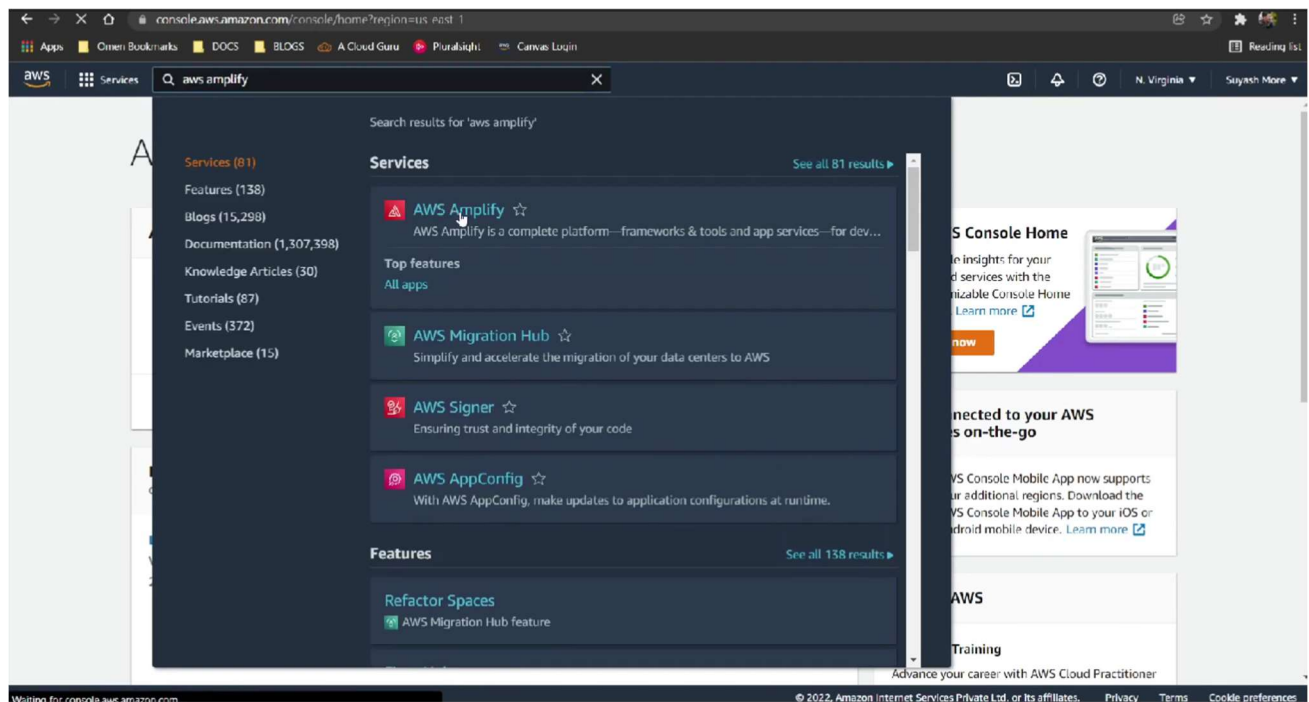 console.aws.amazon.com/console/home?region=us-east-1
Apps Omen Bookmarks DOCS BLOGS A Cloud Guru Pluralsight Canvas Login Reading list
aws Services aws amplify N. Virginia ▼ Suyash More ▼
Search results for 'aws amplify'
Services (81)
Features (138)
Blogs (15,298)
Documentation (1,307,398)
Knowledge Articles (30)
Tutorials (87)
Events (372)
Marketplace (15)
Services See all 81 results ▶
AWS Amplify
AWS Amplify is a complete platform—frameworks & tools and app services—for dev...
Top features
All apps
AWS Migration Hub
Simplify and accelerate the migration of your data centers to AWS
AWS Signer
Ensuring trust and integrity of your code
AWS AppConfig
With AWS AppConfig, make updates to application configurations at runtime.
Features See all 138 results ▶
Refactor Spaces
AWS Migration Hub feature
A
S Console Home
le insights for your
d services with the
nizable Console Home
Learn more
now
nected to your AWS
s on-the-go
WS Console Mobile App now supports
ur additional regions. Download the
WS Console Mobile App to your iOS or
droid mobile device. Learn more
AWS
Training
Advance your career with AWS Cloud Practitioner
Waiting for console.aws.amazon.com
© 2022, Amazon Internet Services Private Ltd. or its affiliates. Privacy Terms Cookie preferences